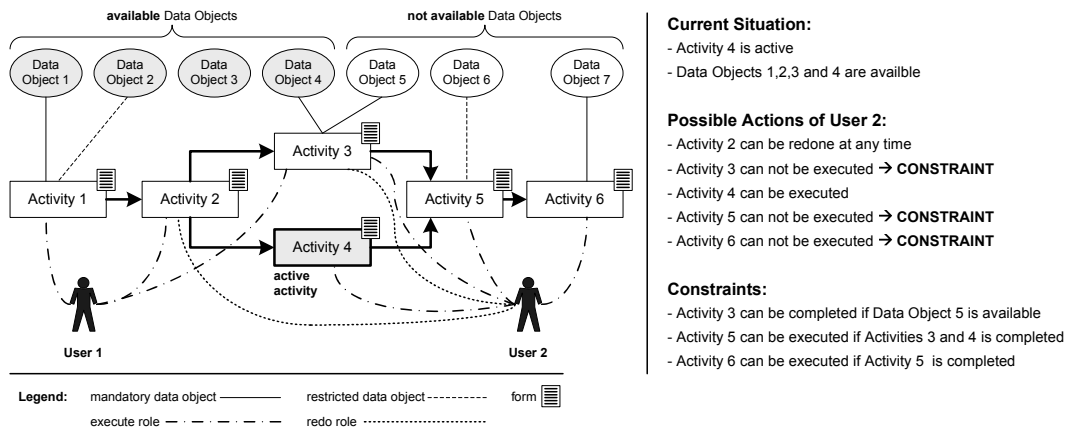 available Data Objects
not available Data Objects
Data Object 1
Data Object 2
Data Object 3
Data Object 4
Data Object 5
Data Object 6
Data Object 7
Activity 1
Activity 2
Activity 3
Activity 4
Activity 5
Activity 6
active
activity
User 1
User 2
Legend:
mandatory data object
restricted data object
form
execute role
redo role
Current Situation:
- Activity 4 is active
- Data Objects 1,2,3 and 4 are availble
Possible Actions of User 2:
- Activity 2 can be redone at any time
- Activity 3 can not be executed → CONSTRAINT
- Activity 4 can be executed
- Activity 5 can not be executed → CONSTRAINT
- Activity 6 can not be executed → CONSTRAINT
Constraints:
- Activity 3 can be completed if Data Object 5 is available
- Activity 5 can be executed if Activities 3 and 4 is completed
- Activity 6 can be executed if Activity 5 is completed